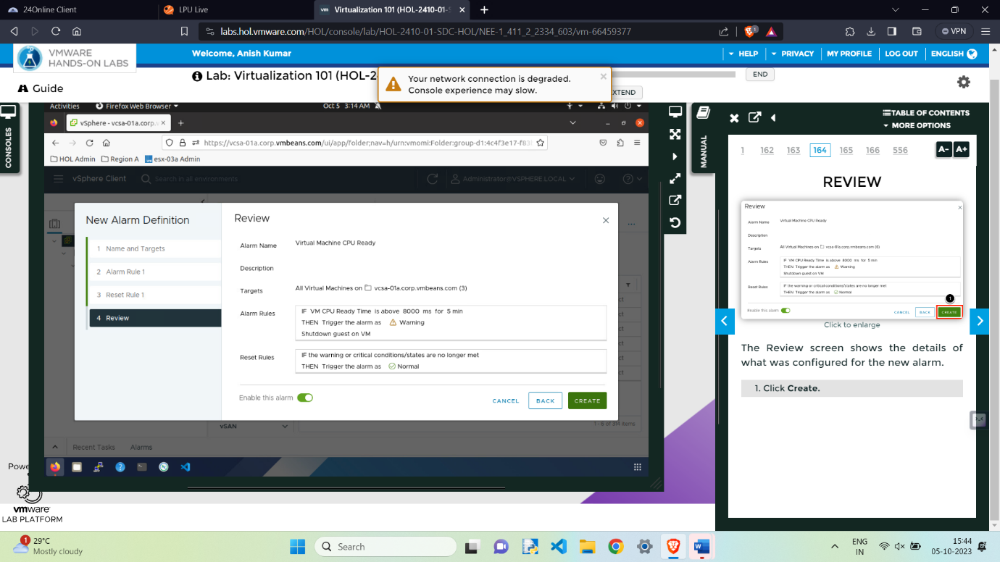 24Online Client
LPU Live
vm Virtualization 101 (HOL-2410-01-S
labs.hol.vmware.com/HOL/console/lab/HOL-2410-01-SDC-HOL/NEE-1_411_2_2334_603/vm-66459377
VPN
VMWARE
HANDS-ON LABS
Welcome, Anish Kumar
HELP
PRIVACY
MY PROFILE
LOG OUT
ENGLISH
Lab: Virtualization 101 (HOL-2
Your network connection is degraded.
Console experience may slow.
END
XTEND
Guide
CONSOLES
Activities
Firefox Web Browser
Oct 5 3:14 AM
vSphere - vcsa-01a.corp.v
https://vcsa-01a.corp.vmbeans.com/ui/app/folder;nav=h/urn:vmomi:Folder:group-d1:4c4f3e17-f83
HOL Admin
Region A
esx-03a Admin
vSphere Client
Search in all environments
Administrator@VSPHERE.LOCAL
New Alarm Definition
1 Name and Targets
2 Alarm Rule 1
3 Reset Rule 1
4 Review
Review
Alarm Name
Virtual Machine CPU Ready
Description
Targets
All Virtual Machines on vcsa-01a.corp.vmbeans.com (3)
Alarm Rules
IF VM CPU Ready Time is above 8000 ms for 5 min
THEN Trigger the alarm as Warning
Shutdown guest on VM
Reset Rules
IF the warning or critical conditions/states are no longer met
THEN Trigger the alarm as Normal
Enable this alarm
CANCEL
BACK
CREATE
vSAN
1 - 6 of 314 items
Recent Tasks
Alarms
Powe
vmware
LAB PLATFORM
MANUAL
TABLE OF CONTENTS
MORE OPTIONS
1 162 163 164 165 166 556
A- A+
REVIEW
Review
Alarm Name
Virtual Machine CPU Ready
Description
Targets
All Virtual Machines on vcsa-01a.corp.vmbeans.com (6)
Alarm Rules
IF VM CPU Ready Time is above 8000 ms for 5 min
THEN Trigger the alarm as Warning
Shutdown guest on VM
Reset Rules
IF the warning or critical conditions/states are no longer met
THEN Trigger the alarm as Normal
1
Enable this alarm
CANCEL
BACK
CREATE
Click to enlarge
The Review screen shows the details of
what was configured for the new alarm.
1. Click Create.
1
29°C
Mostly cloudy
Search
ENG
IN
15:44
05-10-2023